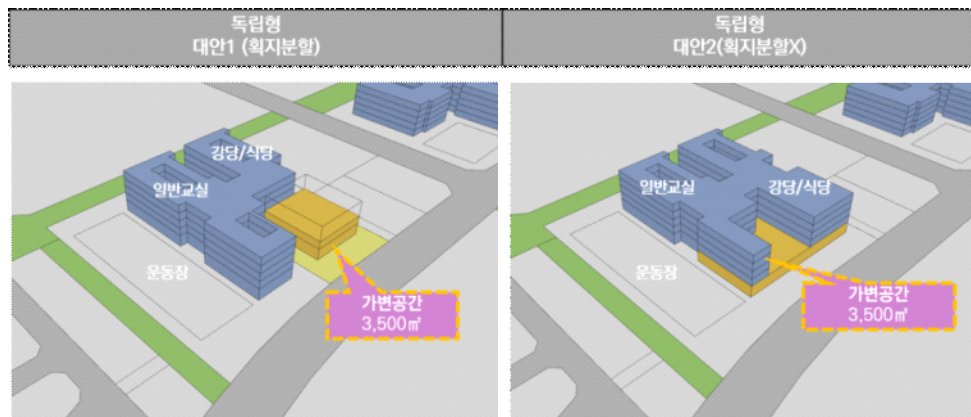 독립형
대안1 (획지분할)
독립형
대안2(획지분할X)
강당/식당
일반교실
운동장
가변공간
3,500㎡
일반교실
강당/식당
운동장
가변공간
3,500㎡